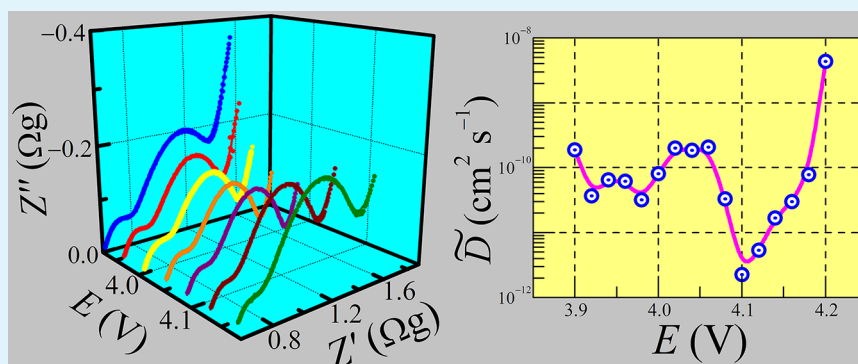 −0.4
−0.2
0.0
Z″ (Ωg)
4.0
4.1
E (V)
0.8
1.2
1.6
Z′ (Ωg)
10⁻⁸
10⁻¹⁰
10⁻¹²
D̃ (cm² s⁻¹)
3.9 4.0 4.1 4.2
E (V)